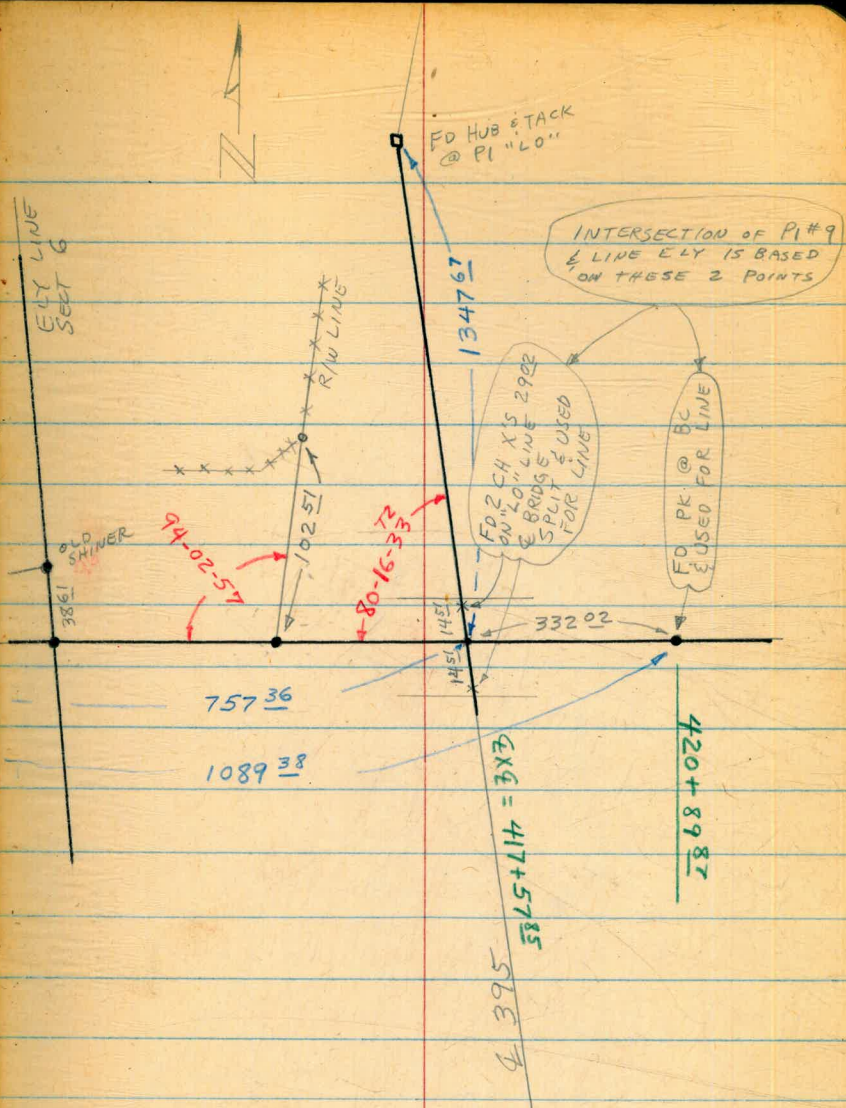 N
FD HUB & TACK
@ PI "LO"
ELY LINE
SECT 6
INTERSECTION OF PI #9
& LINE ELY IS BASED
ON THESE 2 POINTS
1347 67
R/W LINE
FD 2 CH X'S
ON "LO" LINE 29 02
℄ BRIDGE
SPLIT & USED
FOR LINE
FD PK @ BC
& USED FOR LINE
OLD
SHINER
94-02-57
102 51
80-16-33 T2
38 61
14 51
332 02
14 51
757 36
1089 38
℄X℄ = 417+57 85
420+89 87
℄ 395